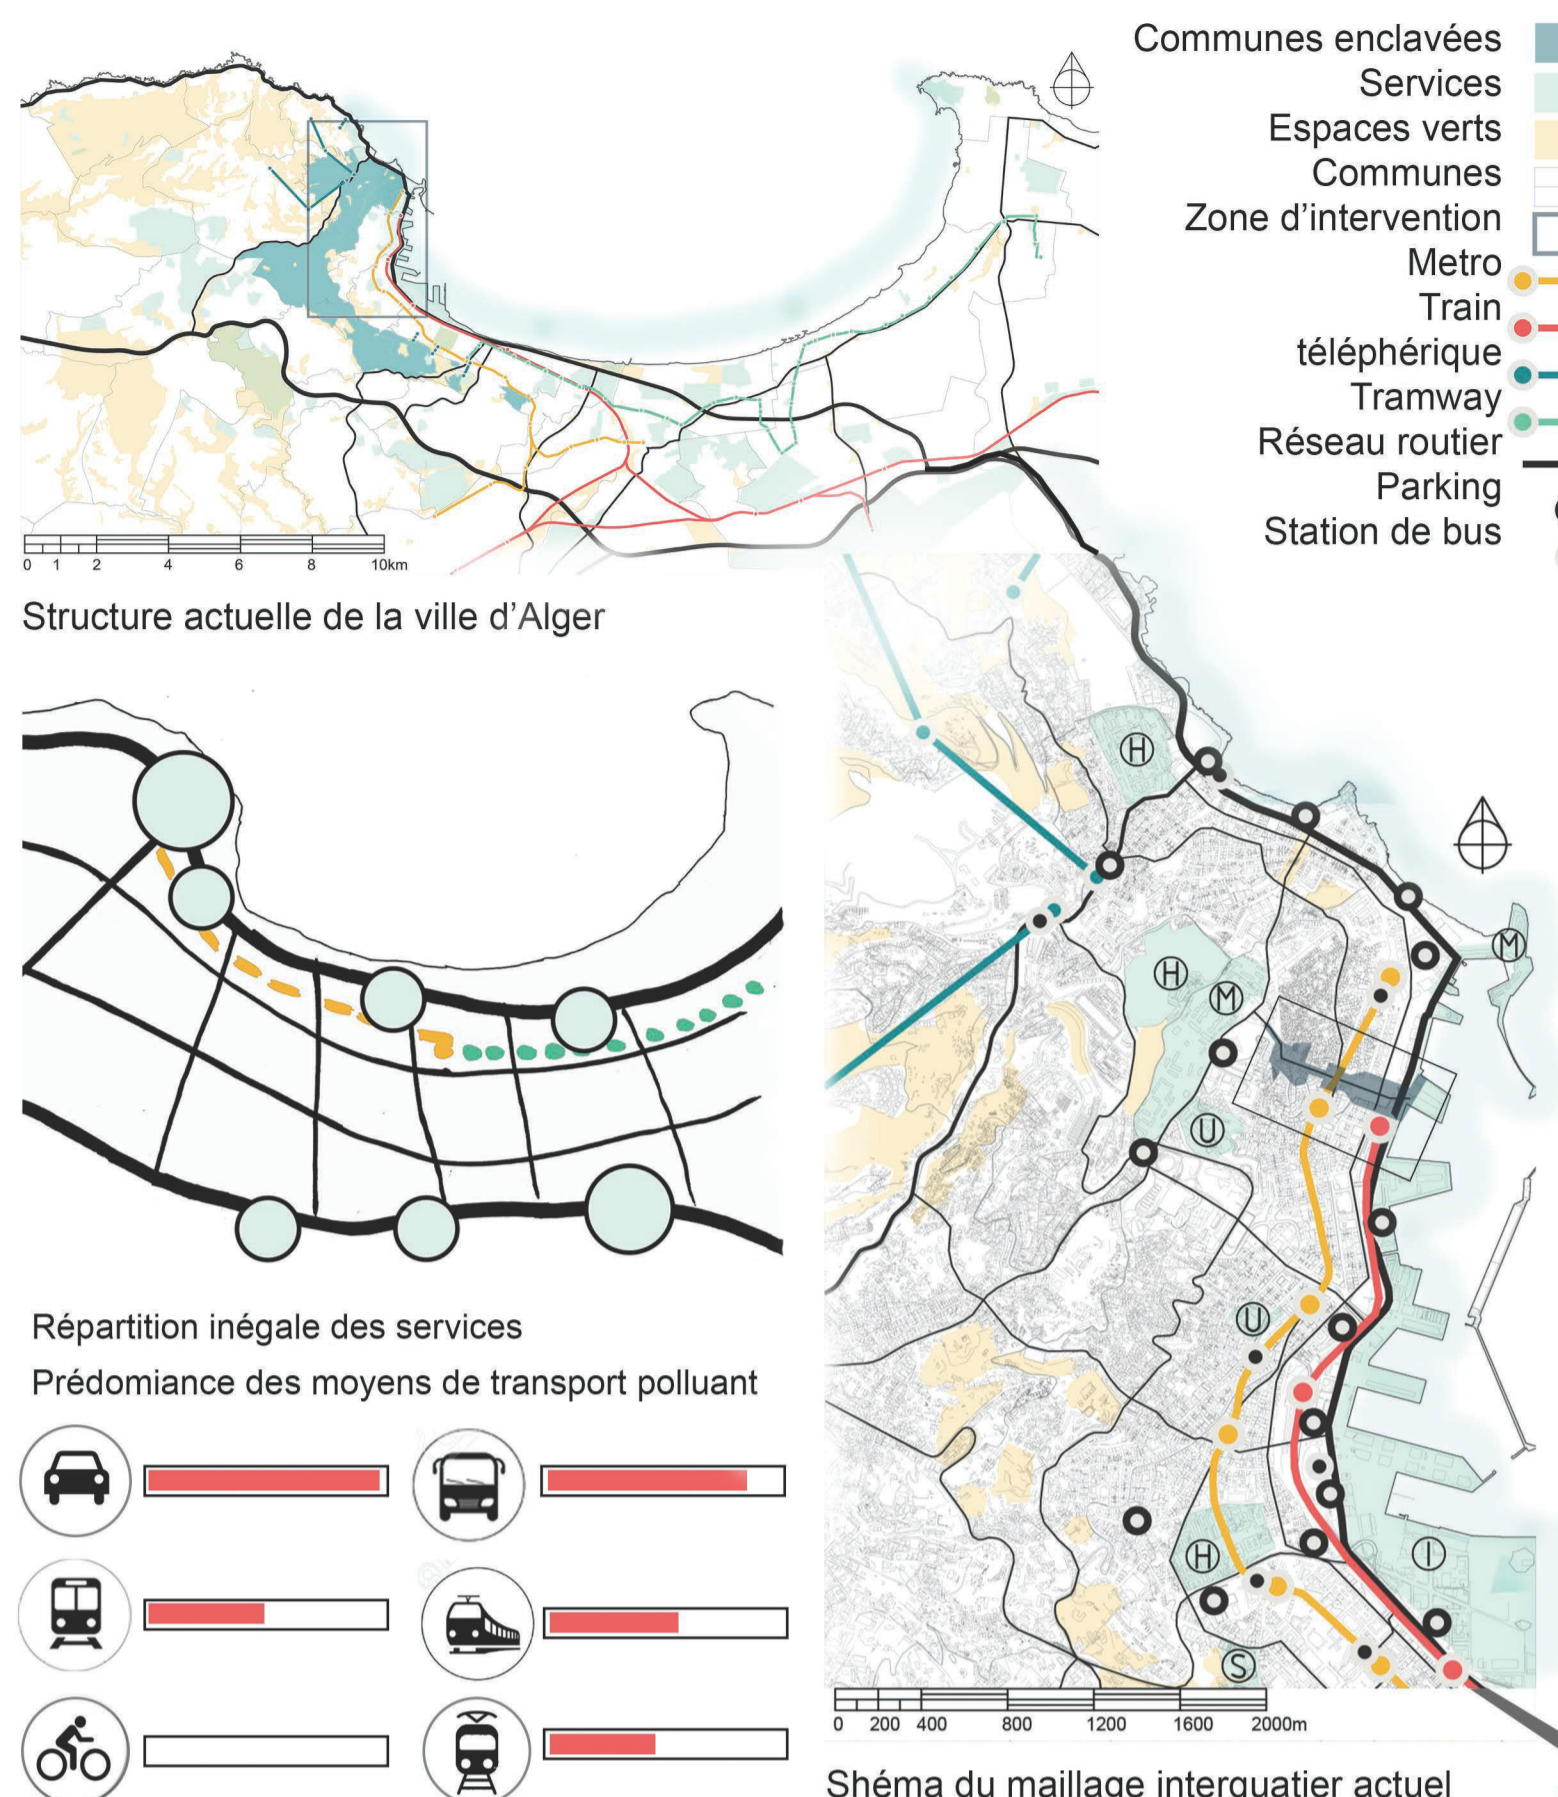 Communes enclavées
Services
Espaces verts
Communes
Zone d’intervention
Metro
Train
téléphérique
Tramway
Réseau routier
Parking
Station de bus
0 1 2 4 6 8 10km
Structure actuelle de la ville d’Alger
H
M
H
M
U
U
H
I
S
Répartition inégale des services
Prédomiance des moyens de transport polluant
0 200 400 800 1200 1600 2000m
Shéma du maillage interquatier actuel